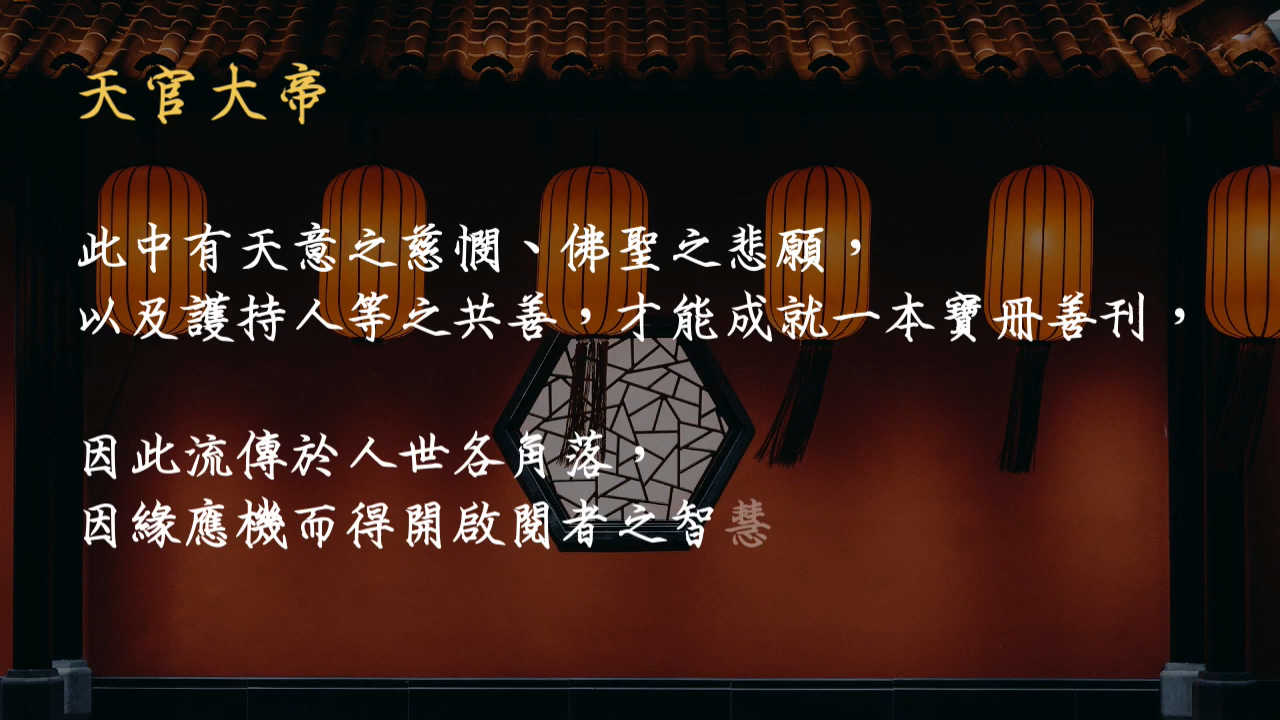 天官大帝
此中有天意之慈憫、佛聖之悲願，
以及護持人等之共善，才能成就一本寶冊善刊，
因此流傳於人世各角落，
因緣應機而得開啟閱者之智慧